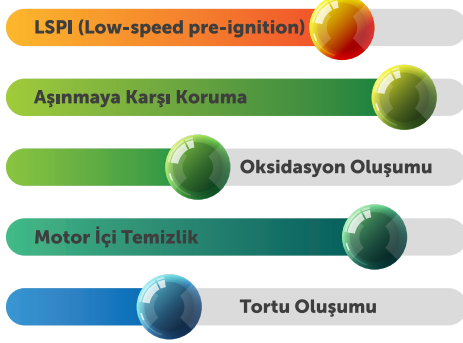 LSPI (Low-speed pre-ignition)
Aşınmaya Karşı Koruma
Oksidasyon Oluşumu
Motor İçi Temizlik
Tortu Oluşumu